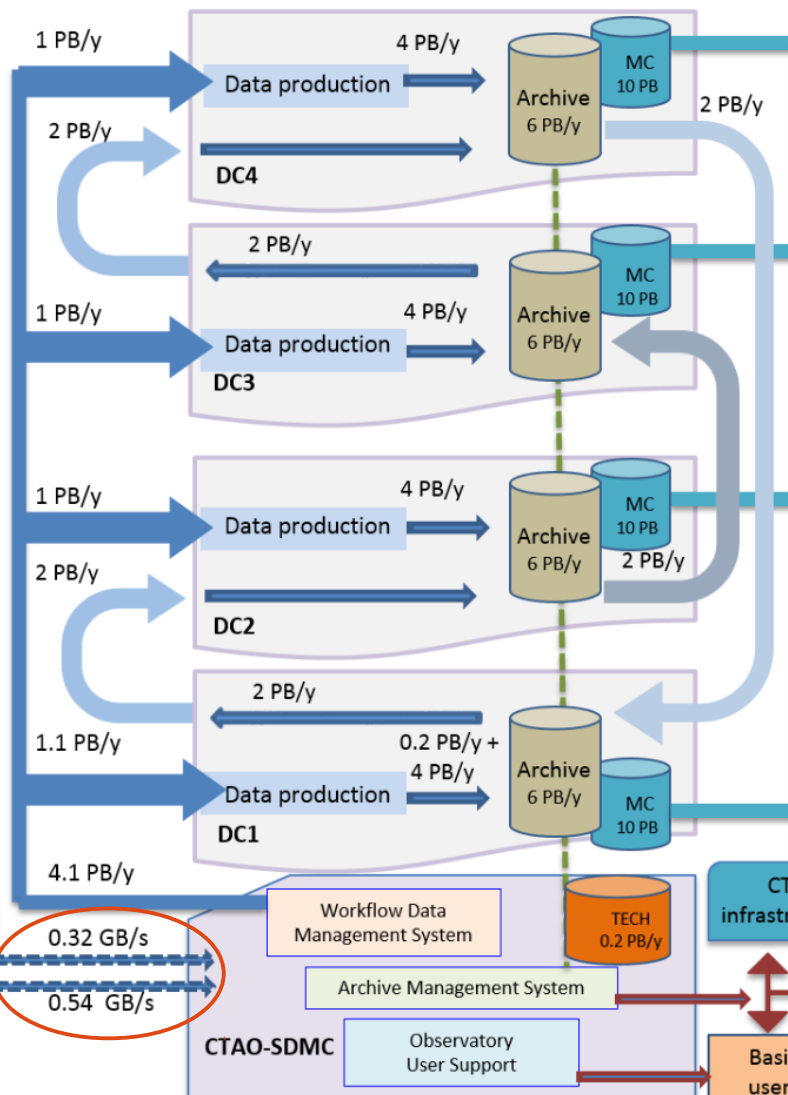 1 PB/y
4 PB/y
MC
10 PB
Data production
Archive
6 PB/y
2 PB/y
2 PB/y
DC4
2 PB/y
MC
10 PB
1 PB/y
4 PB/y
Archive
6 PB/y
Data production
DC3
1 PB/y
4 PB/y
MC
10 PB
Data production
Archive
6 PB/y
2 PB/y
2 PB/y
DC2
2 PB/y
1.1 PB/y
0.2 PB/y +
4 PB/y
Archive
6 PB/y
Data production
MC
10 PB
DC1
4.1 PB/y
Workflow Data
Management System
TECH
0.2 PB/y
CT
infrastr
0.32 GB/s
0.54 GB/s
Archive Management System
CTAO-SDMC
Observatory
User Support
Basi
user